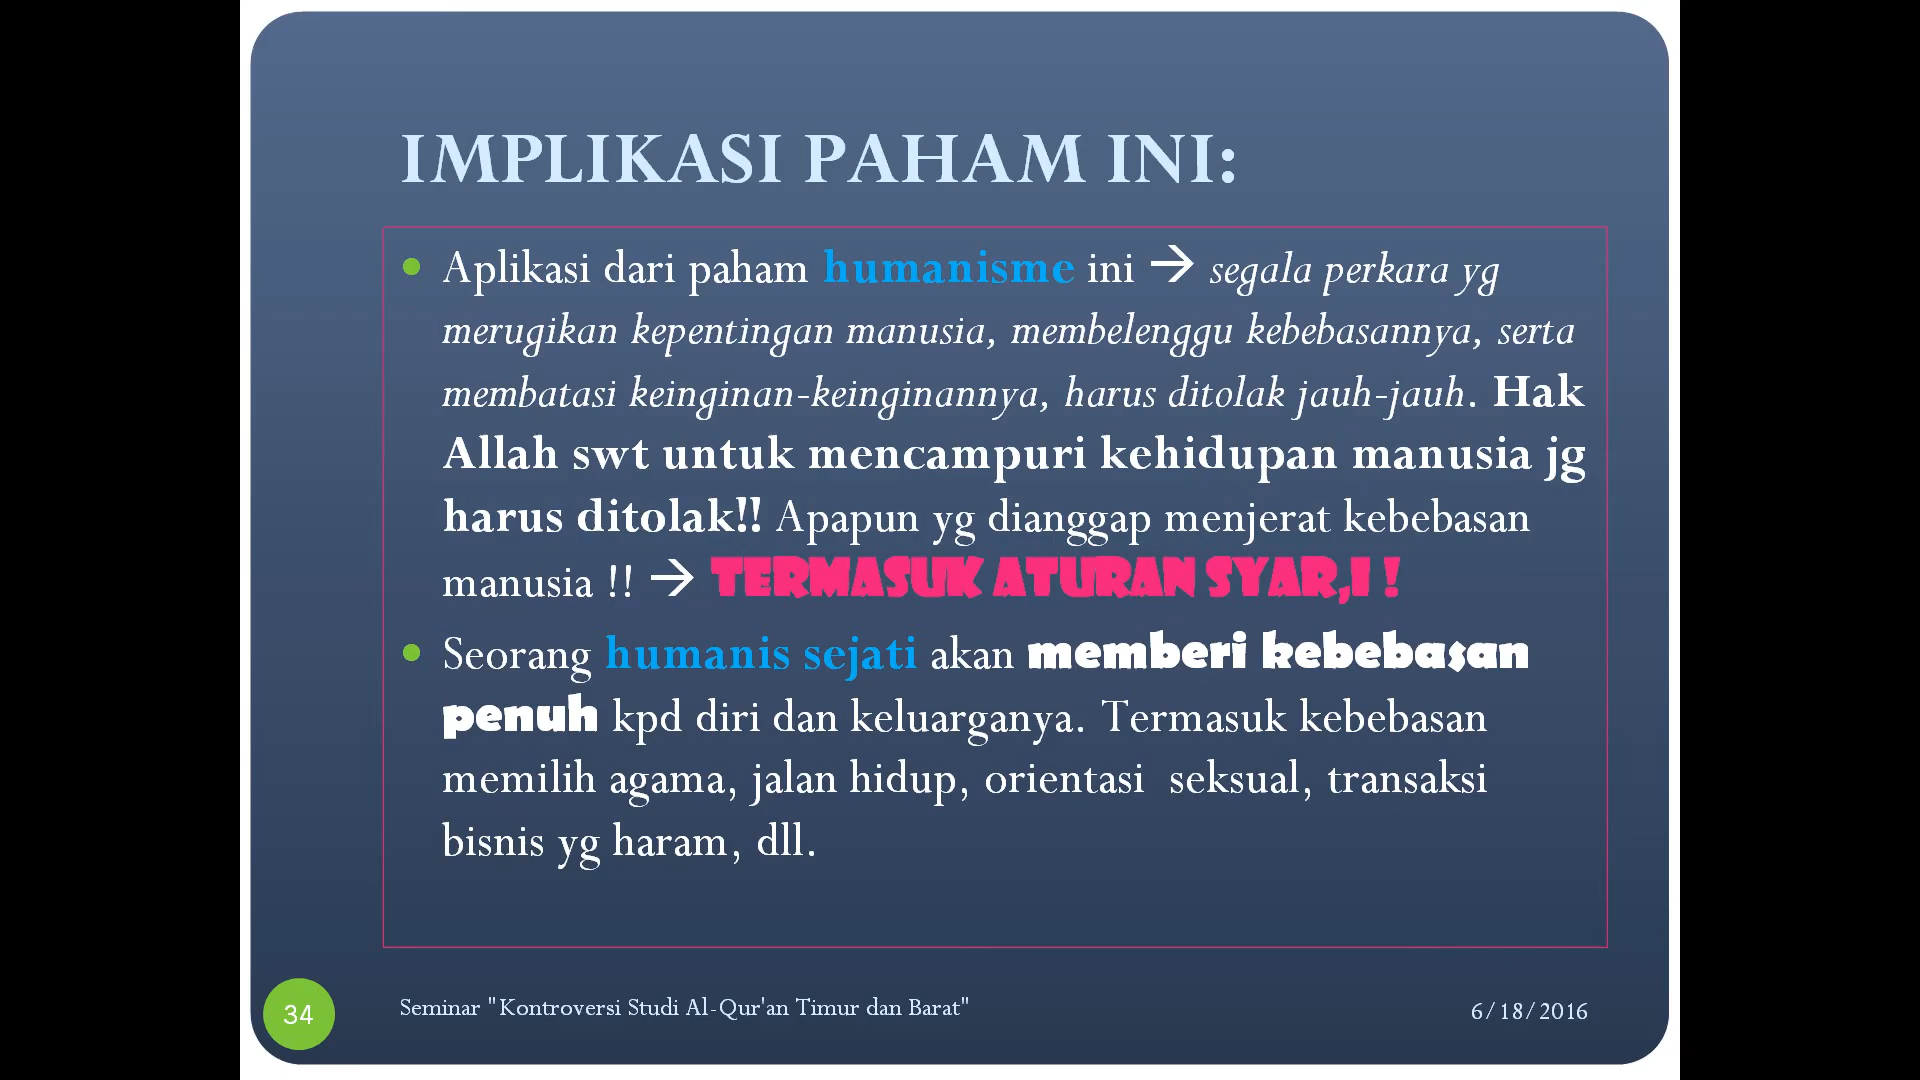 IMPLIKASI PAHAM INI:
Aplikasi dari paham humanisme ini → segala perkara yg
merugikan kepentingan manusia, membelenggu kebebasannya, serta
membatasi keinginan-keinginannya, harus ditolak jauh-jauh. Hak
Allah swt untuk mencampuri kehidupan manusia jg
harus ditolak!! Apapun yg dianggap menjerat kebebasan
manusia !! → TERMASUK ATURAN SYAR,I !
Seorang humanis sejati akan memberi kebebasan
penuh kpd diri dan keluarganya. Termasuk kebebasan
memilih agama, jalan hidup, orientasi  seksual, transaksi
bisnis yg haram, dll.
34
Seminar "Kontroversi Studi Al-Qur'an Timur dan Barat"
6/18/2016